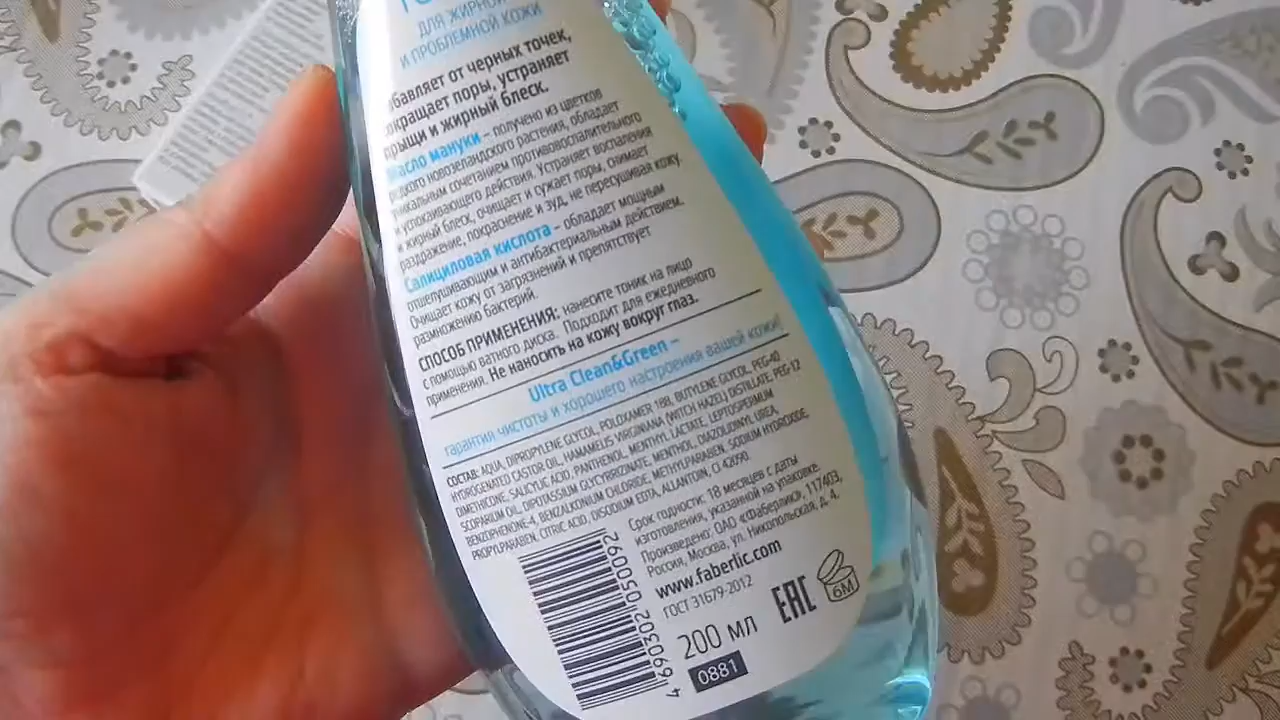 ДЛЯ ЖИРНОЙ
И ПРОБЛЕМНОЙ КОЖИ
збавляет от черных точек,
окращает поры, устраняет
прыщи и жирный блеск.
Масло мануки – получено из цветков
редкого новозеландского растения, обладает
уникальным сочетанием противовоспалительного
и успокаивающего действия. Устраняет воспаления
и жирный блеск, очищает и сужает поры, снимает
раздражение, покраснение и зуд, не пересушивая кожу.
Салициловая кислота – обладает мощным
отшелушивающим и антибактериальным действием.
Очищает кожу от загрязнений и препятствует
размножению бактерий.
СПОСОБ ПРИМЕНЕНИЯ: нанесите тоник на лицо
с помощью ватного диска. Подходит для ежедневного
применения. Не наносить на кожу вокруг глаз.
Ultra Clean&Green –
гарантия чистоты и хорошего настроения вашей кожи!
СОСТАВ: AQUA, DIPROPYLENE GLYCOL, POLOXAMER 188, BUTYLENE GLYCOL, PEG-40
HYDROGENATED CASTOR OIL, HAMAMELIS VIRGINIANA (WITCH HAZEL) DISTILLATE, PEG-12
DIMETHICONE, SALICYLIC ACID, PANTHENOL, MENTHYL LACTATE, LEPTOSPERMUM
SCOPARIUM OIL, DIPOTASSIUM GLYCYRRIZINATE, MENTHOL, DIAZOLIDINYL UREA,
BENZOPHENONE-4, BENZALKONIUM CHLORIDE, METHYLPARABEN, SODIUM HYDROXIDE,
PROPYLPARABEN, CITRIC ACID, DISODIUM EDTA, ALLANTOIN, CI 42090.
Срок годности: 18 месяцев с даты
изготовления, указанной на упаковке
Произведено: ОАО «Фаберлик», 117403,
Россия, Москва, ул. Никопольская, д. 4.
www.faberlic.com
ГОСТ 31679-2012
4 690302 050092
200 мл
EAC
6M
0881